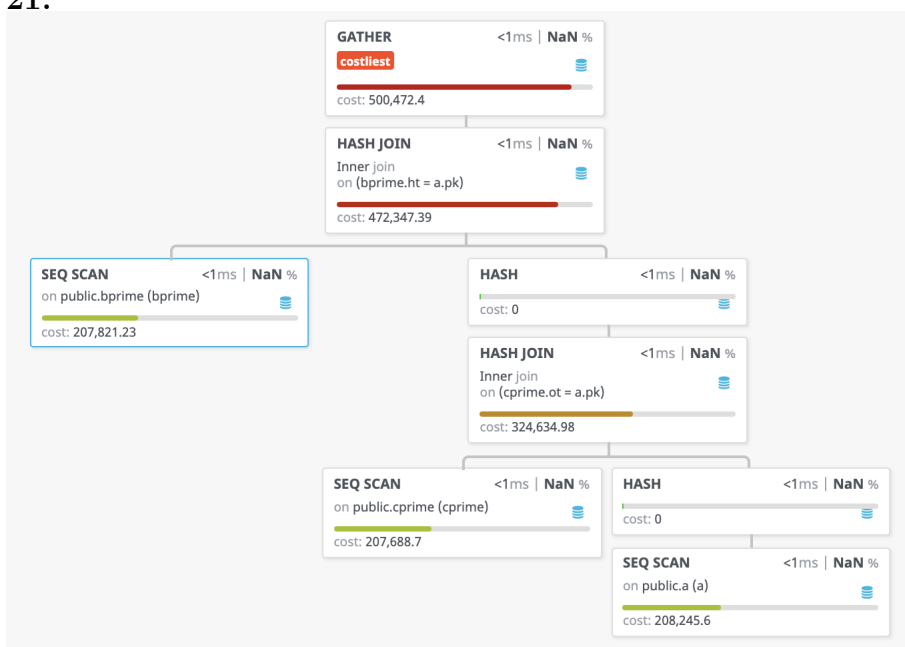 21.
GATHER <1ms | NaN %
costliest
cost: 500,472.4
HASH JOIN <1ms | NaN %
Inner join
on (bprime.ht = a.pk)
cost: 472,347.39
SEQ SCAN <1ms | NaN %
on public.bprime (bprime)
cost: 207,821.23
HASH <1ms | NaN %
cost: 0
HASH JOIN <1ms | NaN %
Inner join
on (cprime.ot = a.pk)
cost: 324,634.98
SEQ SCAN <1ms | NaN %
on public.cprime (cprime)
cost: 207,688.7
HASH <1ms | NaN %
cost: 0
SEQ SCAN <1ms | NaN %
on public.a (a)
cost: 208,245.6